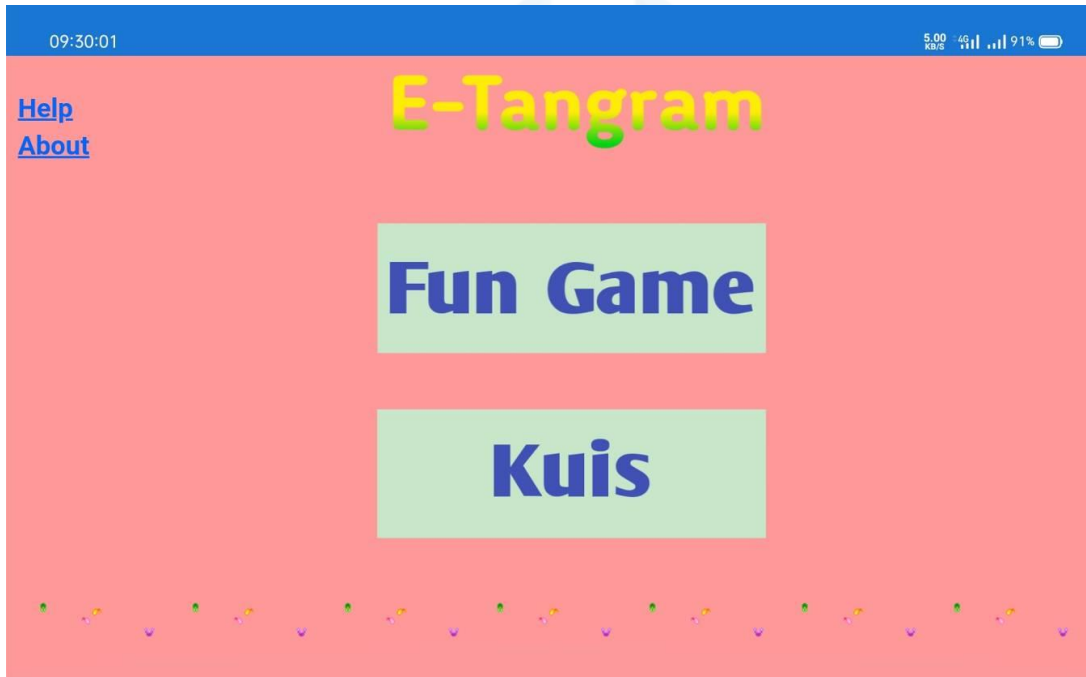 09:30:01
5.00 KB/S 4G 91%
Help
About
E-Tangram
Fun Game
Kuis